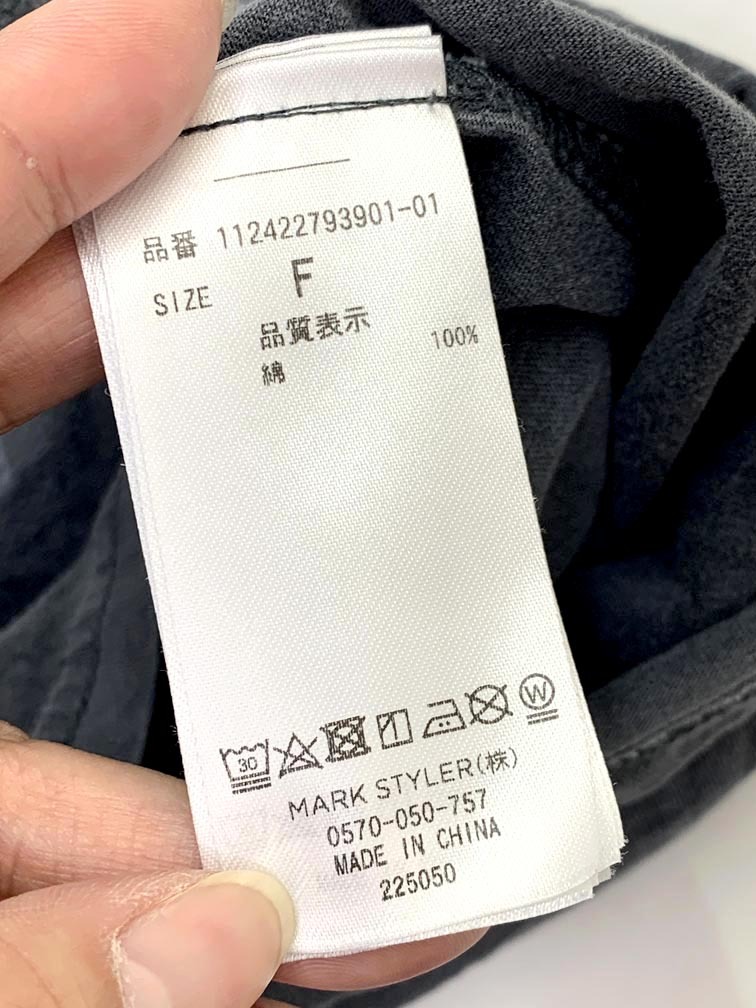 品番 112422793901-01
SIZE F
品質表示
綿 100%
30
W
MARK STYLER(株)
0570-050-757
MADE IN CHINA
225050